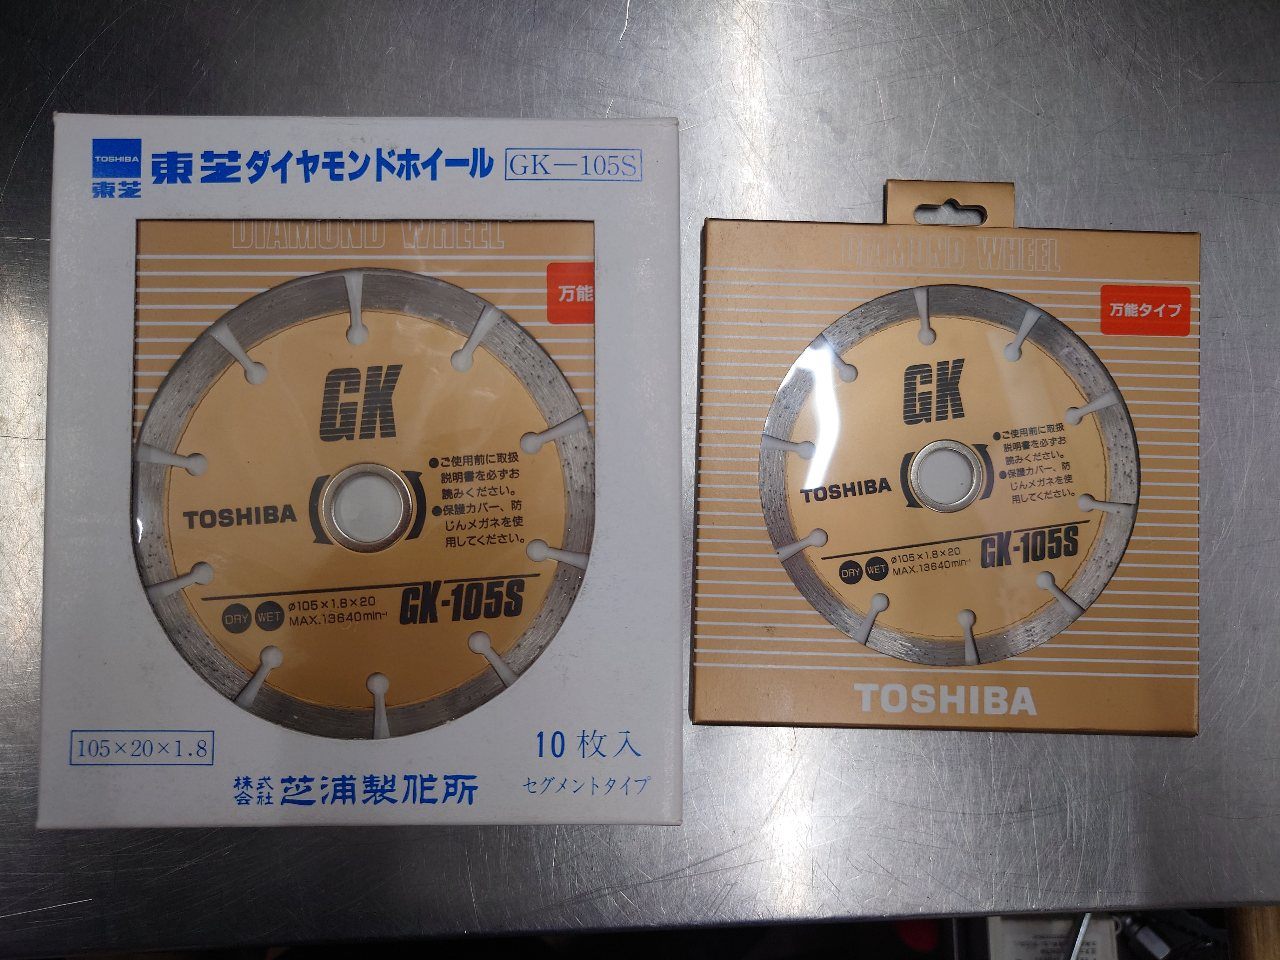 TOSHIBA
東芝
東芝ダイヤモンドホイール
GK-105S
DIAMOND WHEEL
万能
GK
TOSHIBA
●ご使用前に取扱
説明書を必ずお
読みください。
●保護カバー、防
じんメガネを使
用してください。
DRY
WET
ø105×1.8×20
MAX.13640min⁻¹
GK-105S
105×20×1.8
10枚入
セグメントタイプ
株式
会社
芝浦製作所
DIAMOND WHEEL
万能タイプ
GK
TOSHIBA
●ご使用前に取扱
説明書を必ずお
読みください。
●保護カバー、防
じんメガネを使
用してください。
DRY
WET
ø105×1.8×20
MAX.13640min⁻¹
GK-105S
TOSHIBA